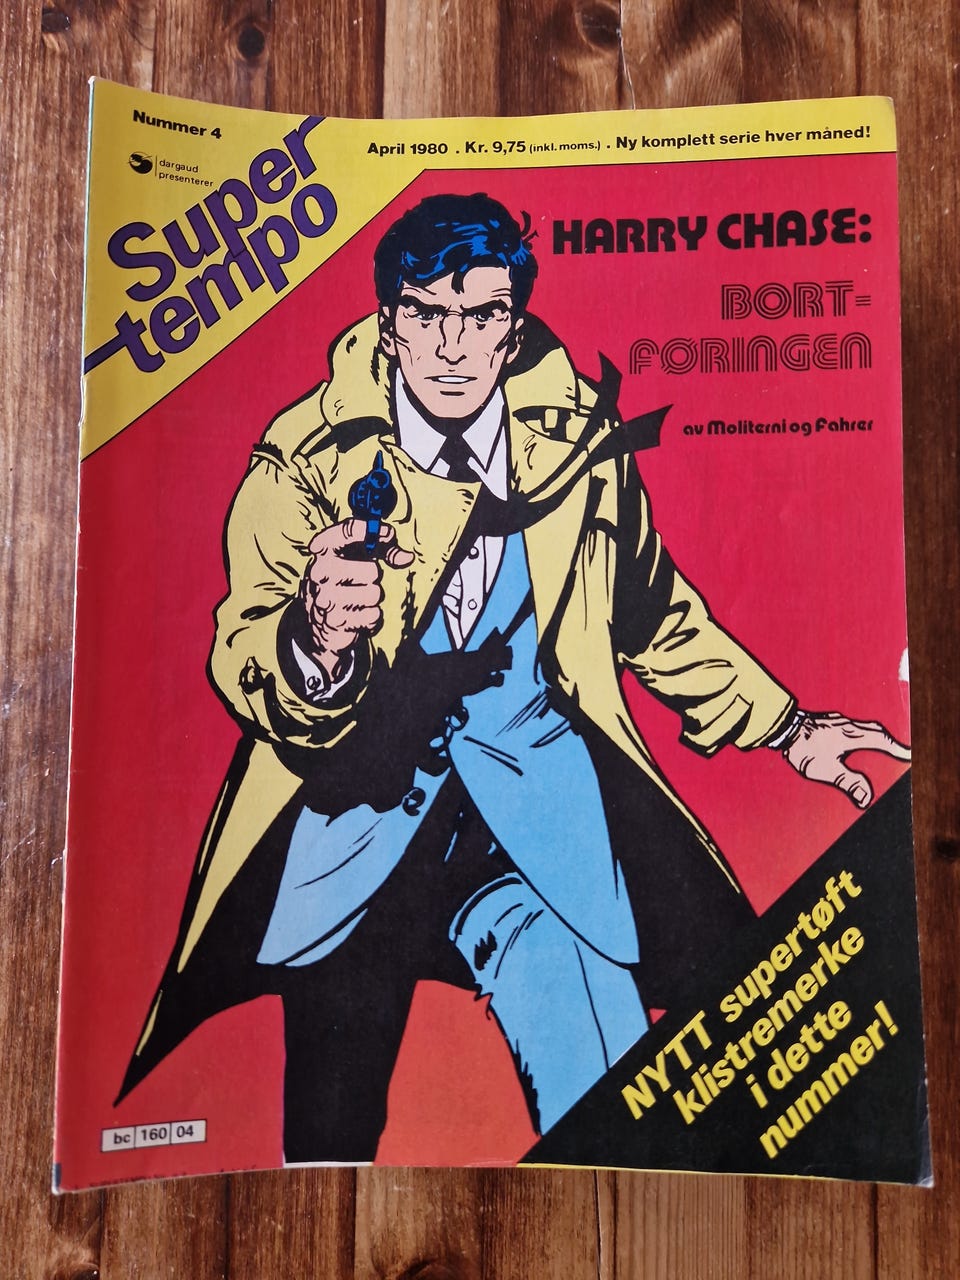 Nummer 4
dargaud
presenterer
Super
tempo
April 1980 . Kr. 9,75 (inkl. moms.) . Ny komplett serie hver måned!
HARRY CHASE:
BORT-
FØRINGEN
av Moliterni og Fahrer
NYTT supertøft
klistremerke
i dette
nummer!
bc 160 04